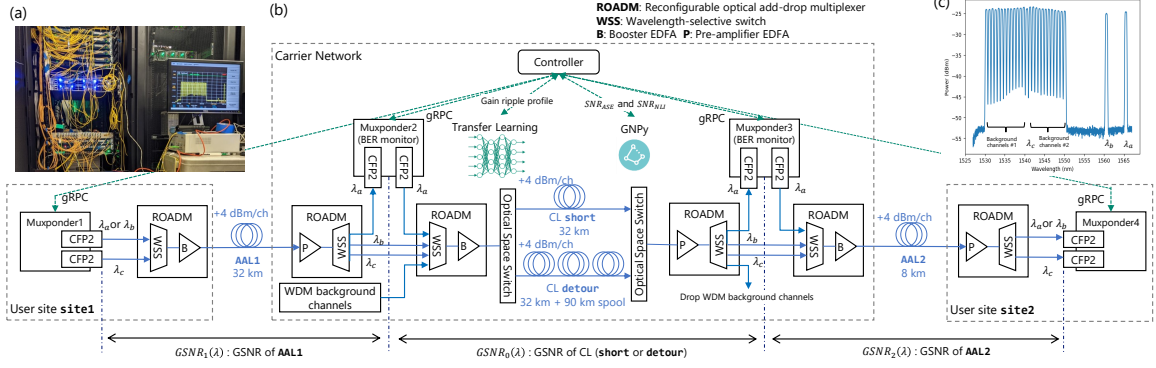 (a)
(b)
ROADM: Reconfigurable optical add-drop multiplexer
WSS: Wavelength-selective switch
B: Booster EDFA P: Pre-amplifier EDFA
(c)
Carrier Network
Controller
Gain ripple profile
SNR_ASE and SNR_NLI
gRPC
Muxponder2
(BER monitor)
CFP2
CFP2
λa
λa
Transfer Learning
GNPy
gRPC
Muxponder3
(BER monitor)
CFP2
CFP2
λa
λa
Power (dBm)
−25
−30
−35
−40
−45
−50
−55
Background
channels #1
λc
Background
channels #2
λb
λa
1525 1530 1535 1540 1545 1550 1555 1560 1565
Wavelength (nm)
gRPC
Muxponder1
CFP2
CFP2
λa or λb
λc
ROADM
WSS
B
User site site1
+4 dBm/ch
AAL1
32 km
ROADM
P
WSS
λb
λc
ROADM
WSS
B
WDM background
channels
Optical Space Switch
+4 dBm/ch
CL short
32 km
+4 dBm/ch
CL detour
32 km + 90 km spool
Optical Space Switch
ROADM
P
WSS
λb
λc
Drop WDM background channels
ROADM
WSS
B
+4 dBm/ch
AAL2
8 km
ROADM
P
WSS
λa or λb
λc
gRPC
Muxponder4
CFP2
CFP2
User site site2
GSNR1(λ) : GSNR of AAL1
GSNR0(λ) : GSNR of CL (short or detour)
GSNR2(λ) : GSNR of AAL2